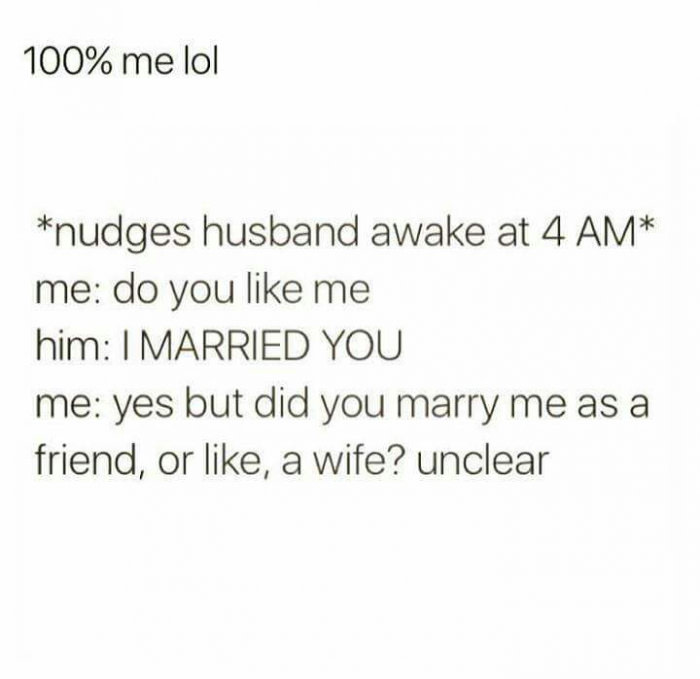 100% me lol
*nudges husband awake at 4 AM*
me: do you like me
him: I MARRIED YOU
me: yes but did you marry me as a
friend, or like, a wife? unclear